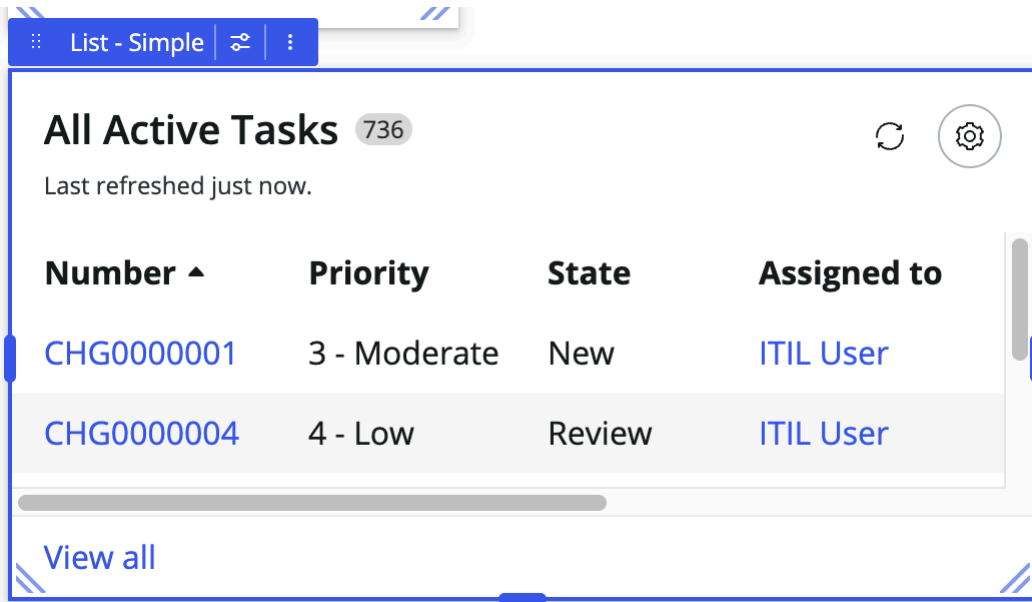 List - Simple
All Active Tasks 736
Last refreshed just now.
Number Priority State Assigned to
CHG0000001 3 - Moderate New ITIL User
CHG0000004 4 - Low Review ITIL User
View all